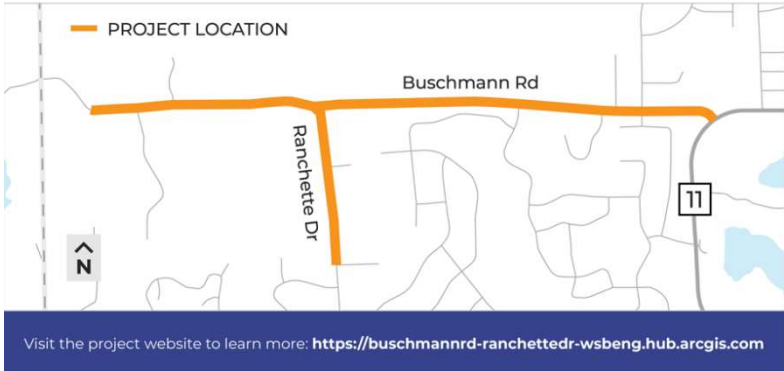 PROJECT LOCATION
Buschmann Rd
Ranchette Dr
11
N
Visit the project website to learn more: https://buschmannrd-ranchettedr-wsbeng.hub.arcgis.com